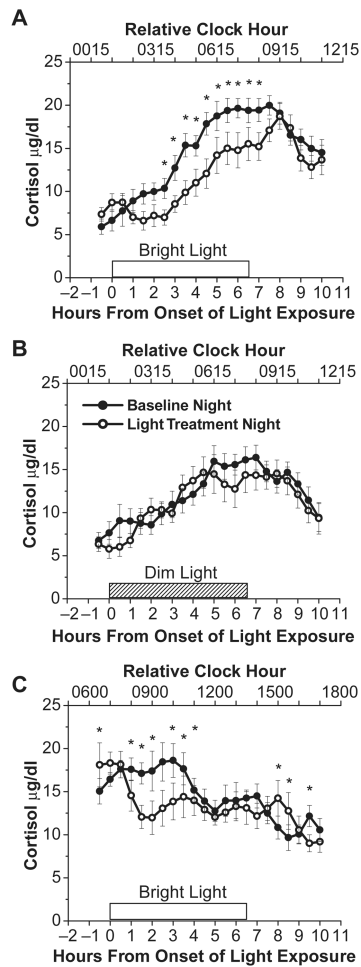 A
Relative Clock Hour
0015 0315 0615 0915 1215
Cortisol µg/dl
25
20
15
10
5
0
* * * * * * * * * *
Bright Light
–2 –1 0 1 2 3 4 5 6 7 8 9 10 11
Hours From Onset of Light Exposure
B
Relative Clock Hour
0015 0315 0615 0915 1215
Cortisol µg/dl
25
20
15
10
5
0
Baseline Night
Light Treatment Night
Dim Light
–2 –1 0 1 2 3 4 5 6 7 8 9 10 11
Hours From Onset of Light Exposure
C
Relative Clock Hour
0600 0900 1200 1500 1800
Cortisol µg/dl
25
20
15
10
5
0
* * * * * * * * * *
Bright Light
–2 –1 0 1 2 3 4 5 6 7 8 9 10 11
Hours From Onset of Light Exposure